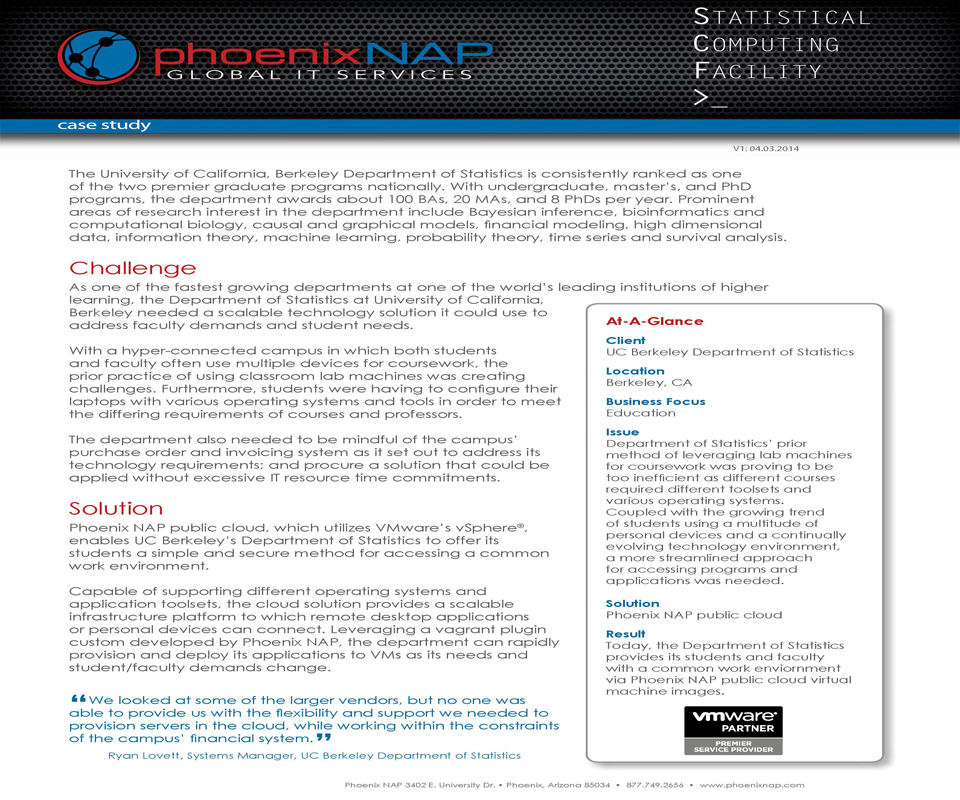 phoenixNAP
GLOBAL IT SERVICES
STATISTICAL
COMPUTING
FACILITY
>_
case study
V1: 04.03.2014
The University of California, Berkeley Department of Statistics is consistently ranked as one
of the two premier graduate programs nationally. With undergraduate, master's, and PhD
programs, the department awards about 100 BAs, 20 MAs, and 8 PhDs per year. Prominent
areas of research interest in the department include Bayesian inference, bioinformatics and
computational biology, causal and graphical models, financial modeling, high dimensional
data, information theory, machine learning, probability theory, time series and survival analysis.
Challenge
As one of the fastest growing departments at one of the world's leading institutions of higher
learning, the Department of Statistics at University of California,
Berkeley needed a scalable technology solution it could use to
address faculty demands and student needs.
With a hyper-connected campus in which both students
and faculty often use multiple devices for coursework, the
prior practice of using classroom lab machines was creating
challenges. Furthermore, students were having to configure their
laptops with various operating systems and tools in order to meet
the differing requirements of courses and professors.
The department also needed to be mindful of the campus'
purchase order and invoicing system as it set out to address its
technology requirements; and procure a solution that could be
applied without excessive IT resource time commitments.
Solution
Phoenix NAP public cloud, which utilizes VMware's vSphere®,
enables UC Berkeley's Department of Statistics to offer its
students a simple and secure method for accessing a common
work environment.
Capable of supporting different operating systems and
application toolsets, the cloud solution provides a scalable
infrastructure platform to which remote desktop applications
or personal devices can connect. Leveraging a vagrant plugin
custom developed by Phoenix NAP, the department can rapidly
provision and deploy its applications to VMs as its needs and
student/faculty demands change.
“We looked at some of the larger vendors, but no one was
able to provide us with the flexibility and support we needed to
provision servers in the cloud, while working within the constraints
of the campus' financial system.”
Ryan Lovett, Systems Manager, UC Berkeley Department of Statistics
At-A-Glance
Client
UC Berkeley Department of Statistics
Location
Berkeley, CA
Business Focus
Education
Issue
Department of Statistics' prior
method of leveraging lab machines
for coursework was proving to be
too inefficient as different courses
required different toolsets and
various operating systems.
Coupled with the growing trend
of students using a multitude of
personal devices and a continually
evolving technology environment,
a more streamlined approach
for accessing programs and
applications was needed.
Solution
Phoenix NAP public cloud
Result
Today, the Department of Statistics
provides its students and faculty
with a common work enviornment
via Phoenix NAP public cloud virtual
machine images.
vmware®
PARTNER
PREMIER
SERVICE PROVIDER
Phoenix NAP 3402 E. University Dr. • Phoenix, Arizona 85034 • 877.749.2656 • www.phoenixnap.com